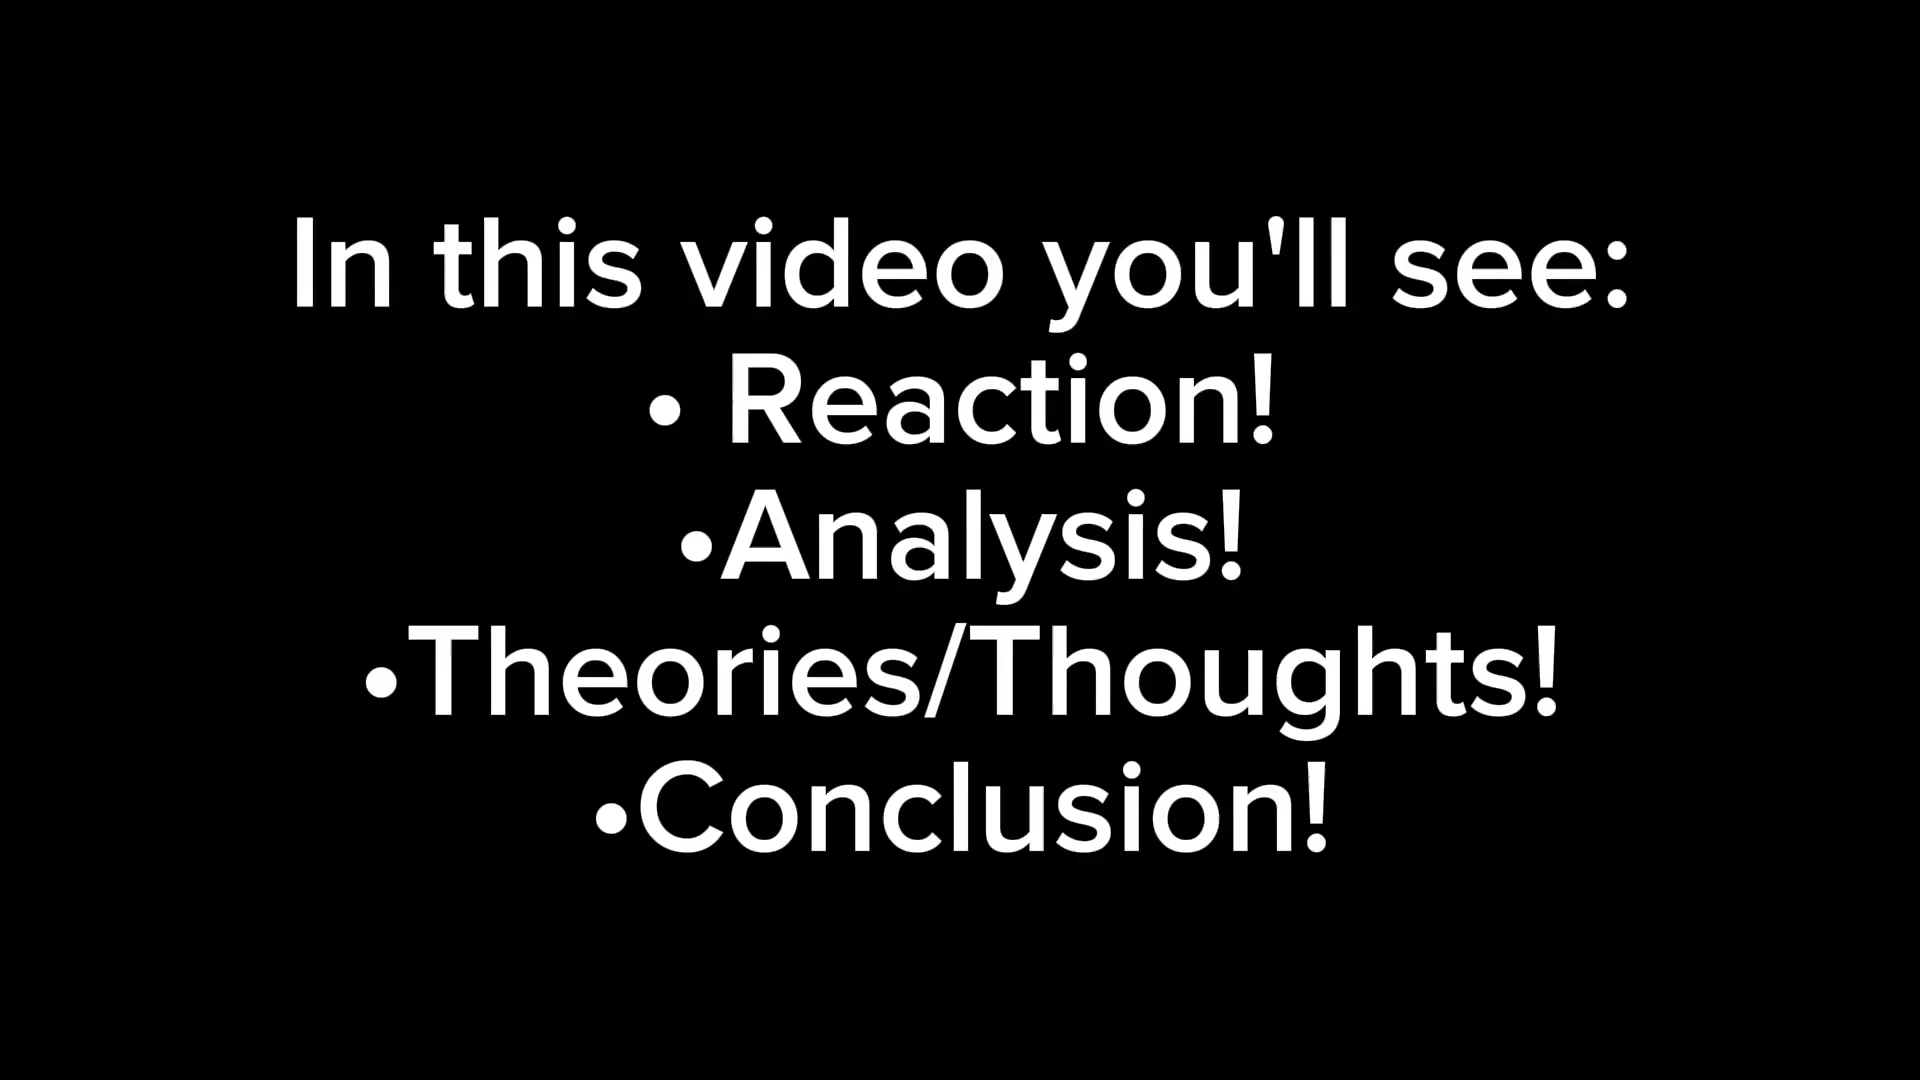 In this video you'll see:
• Reaction!
•Analysis!
•Theories/Thoughts!
•Conclusion!